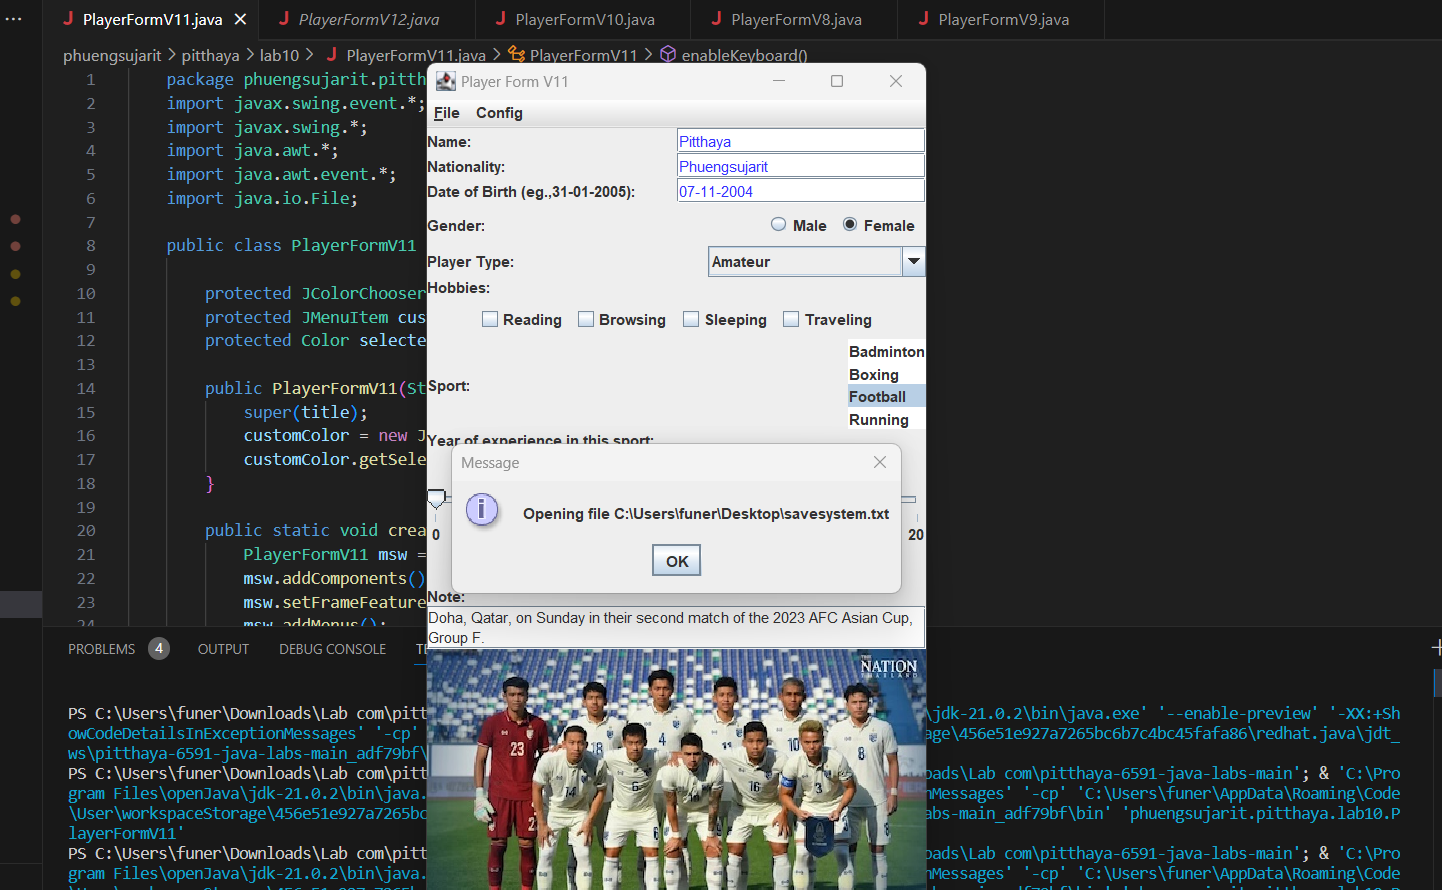 PlayerFormV11.java
PlayerFormV12.java
PlayerFormV10.java
PlayerFormV8.java
PlayerFormV9.java
phuengsujarit > pitthaya > lab10 > PlayerFormV11.java > PlayerFormV11 > enableKeyboard()
1 package phuengsujarit.pitth
2 import javax.swing.event.*;
3 import javax.swing.*;
4 import java.awt.*;
5 import java.awt.event.*;
6 import java.io.File;
7
8 public class PlayerFormV11
9
10 protected JColorChooser
11 protected JMenuItem cus
12 protected Color selecte
13
14 public PlayerFormV11(St
15 super(title);
16 customColor = new J
17 customColor.getSele
18 }
19
20 public static void crea
21 PlayerFormV11 msw =
22 msw.addComponents()
23 msw.setFrameFeature
24 msw.addMenus();
Player Form V11
File Config
Name: Pitthaya
Nationality: Phuengsujarit
Date of Birth (eg.,31-01-2005): 07-11-2004
Gender: Male Female
Player Type: Amateur
Hobbies:
Reading Browsing Sleeping Traveling
Badminton
Boxing
Sport:
Football
Running
Year of experience in this sport:
Message
Opening file C:\Users\funer\Desktop\savesystem.txt
0 20
OK
Note:
Doha, Qatar, on Sunday in their second match of the 2023 AFC Asian Cup,
Group F.
THE
NATION
THAILAND
23
18
14
6
3
8
PROBLEMS 4 OUTPUT DEBUG CONSOLE TE
PS C:\Users\funer\Downloads\Lab com\pitt \jdk-21.0.2\bin\java.exe' '--enable-preview' '-XX:+Sh
owCodeDetailsInExceptionMessages' '-cp' age\456e51e927a7265bc6b7c4bc45fafa86\redhat.java\jdt_
ws\pitthaya-6591-java-labs-main_adf79bf\
PS C:\Users\funer\Downloads\Lab com\pitt oads\Lab com\pitthaya-6591-java-labs-main'; & 'C:\Pro
gram Files\openJava\jdk-21.0.2\bin\java. nMessages' '-cp' 'C:\Users\funer\AppData\Roaming\Code
\User\workspaceStorage\456e51e927a7265bc abs-main_adf79bf\bin' 'phuengsujarit.pitthaya.lab10.P
layerFormV11'
PS C:\Users\funer\Downloads\Lab com\pitt oads\Lab com\pitthaya-6591-java-labs-main'; & 'C:\Pro
gram Files\openJava\jdk-21.0.2\bin\java. nMessages' '-cp' 'C:\Users\funer\AppData\Roaming\Code